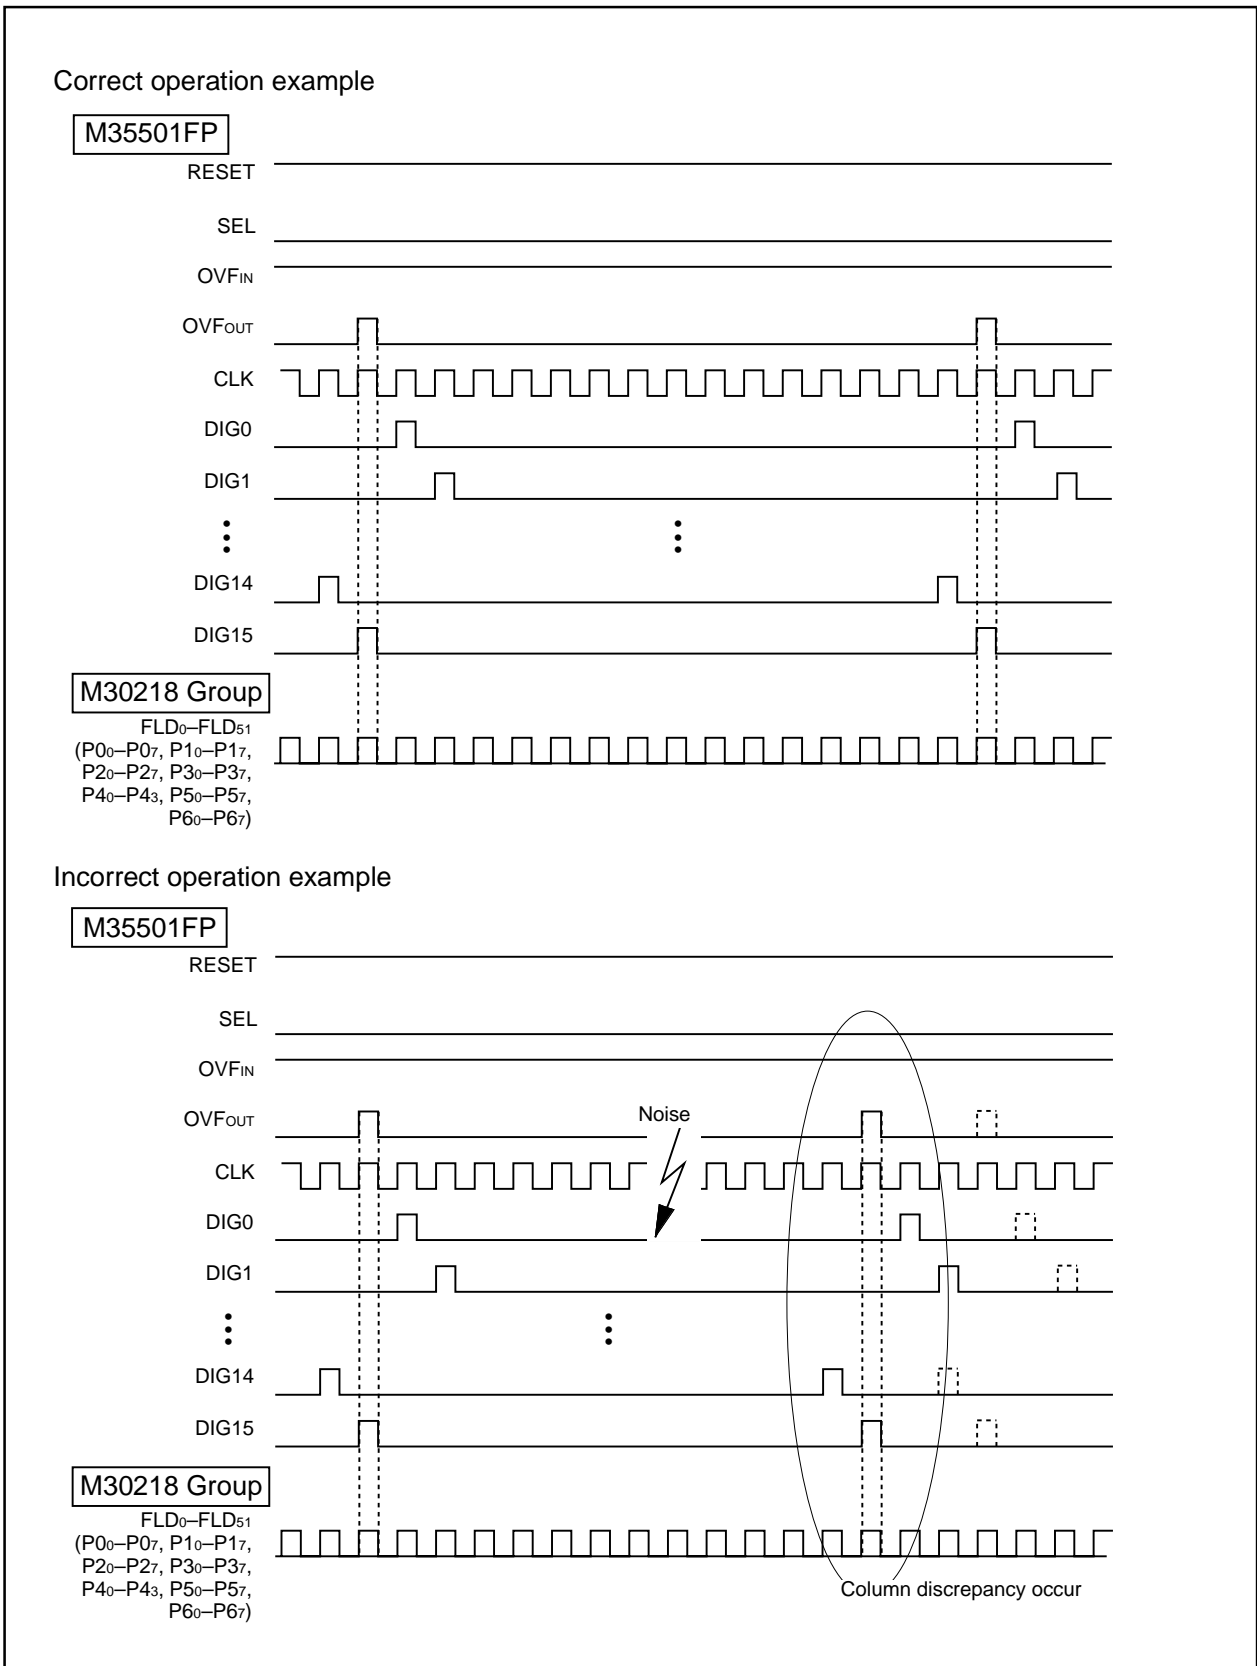 Correct operation example
M35501FP
RESET
SEL
OVFIN
OVFOUT
CLK
DIG0
DIG1
DIG14
DIG15
M30218 Group
FLD0–FLD51
(P00–P07, P10–P17,
P20–P27, P30–P37,
P40–P43, P50–P57,
P60–P67)
Incorrect operation example
M35501FP
RESET
SEL
OVFIN
OVFOUT
Noise
CLK
DIG0
DIG1
DIG14
DIG15
M30218 Group
FLD0–FLD51
(P00–P07, P10–P17,
P20–P27, P30–P37,
P40–P43, P50–P57,
P60–P67)
Column discrepancy occur